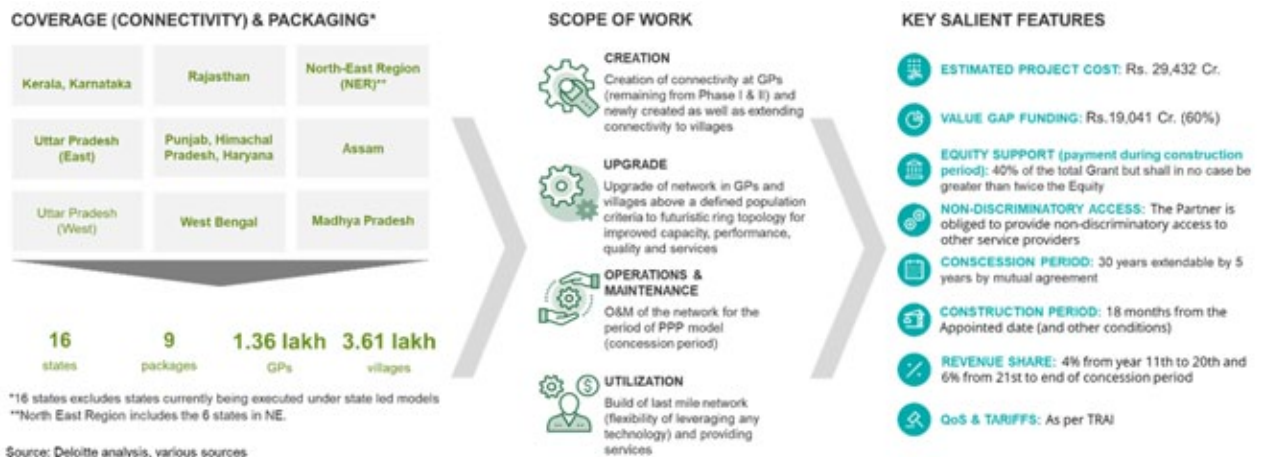 COVERAGE (CONNECTIVITY) & PACKAGING*
Kerala, Karnataka
Rajasthan
North-East Region
(NER)**
Uttar Pradesh
(East)
Punjab, Himachal
Pradesh, Haryana
Assam
Uttar Pradesh
(West)
West Bengal
Madhya Pradesh
16
states
9
packages
1.36 lakh
GPs
3.61 lakh
villages
*16 states excludes states currently being executed under state led models
**North East Region includes the 6 states in NE.
Source: Deloitte analysis, various sources
SCOPE OF WORK
CREATION
Creation of connectivity at GPs
(remaining from Phase I & II) and
newly created as well as extending
connectivity to villages
UPGRADE
Upgrade of network in GPs and
villages above a defined population
criteria to futuristic ring topology for
improved capacity, performance,
quality and services
OPERATIONS &
MAINTENANCE
O&M of the network for the
period of PPP model
(concession period)
UTILIZATION
Build of last mile network
(flexibility of leveraging any
technology) and providing
services
KEY SALIENT FEATURES
ESTIMATED PROJECT COST: Rs. 29,432 Cr.
VALUE GAP FUNDING: Rs.19,041 Cr. (60%)
EQUITY SUPPORT (payment during construction
period): 40% of the total Grant but shall in no case be
greater than twice the Equity
NON-DISCRIMINATORY ACCESS: The Partner is
obliged to provide non-discriminatory access to
other service providers
CONSCESSION PERIOD: 30 years extendable by 5
years by mutual agreement
CONSTRUCTION PERIOD: 18 months from the
Appointed date (and other conditions)
REVENUE SHARE: 4% from year 11th to 20th and
6% from 21st to end of concession period
QoS & TARIFFS: As per TRAI